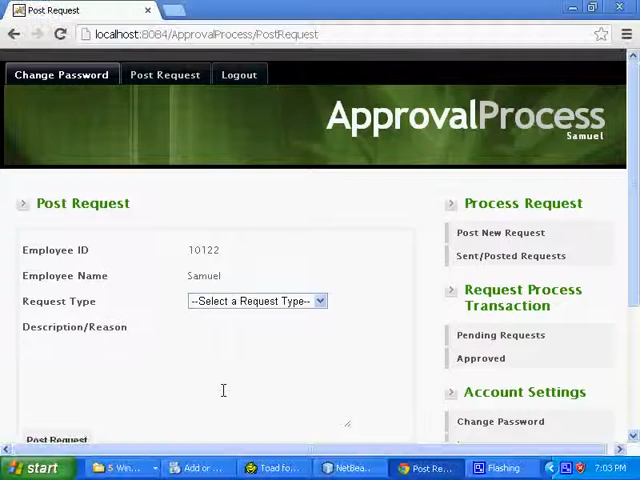 Post Request
localhost:8084/ApprovalProcess/PostRequest
Change Password
Post Request
Logout
ApprovalProcess
Samuel
Post Request
Employee ID 10122
Employee Name Samuel
Request Type --Select a Request Type--
Description/Reason
Post Request
Process Request
Post New Request
Sent/Posted Requests
Request Process
Transaction
Pending Requests
Approved
Account Settings
Change Password
start
5 Win...
Add or ...
Toad fo...
NetBea...
Post Re...
Flashing
7:03 PM